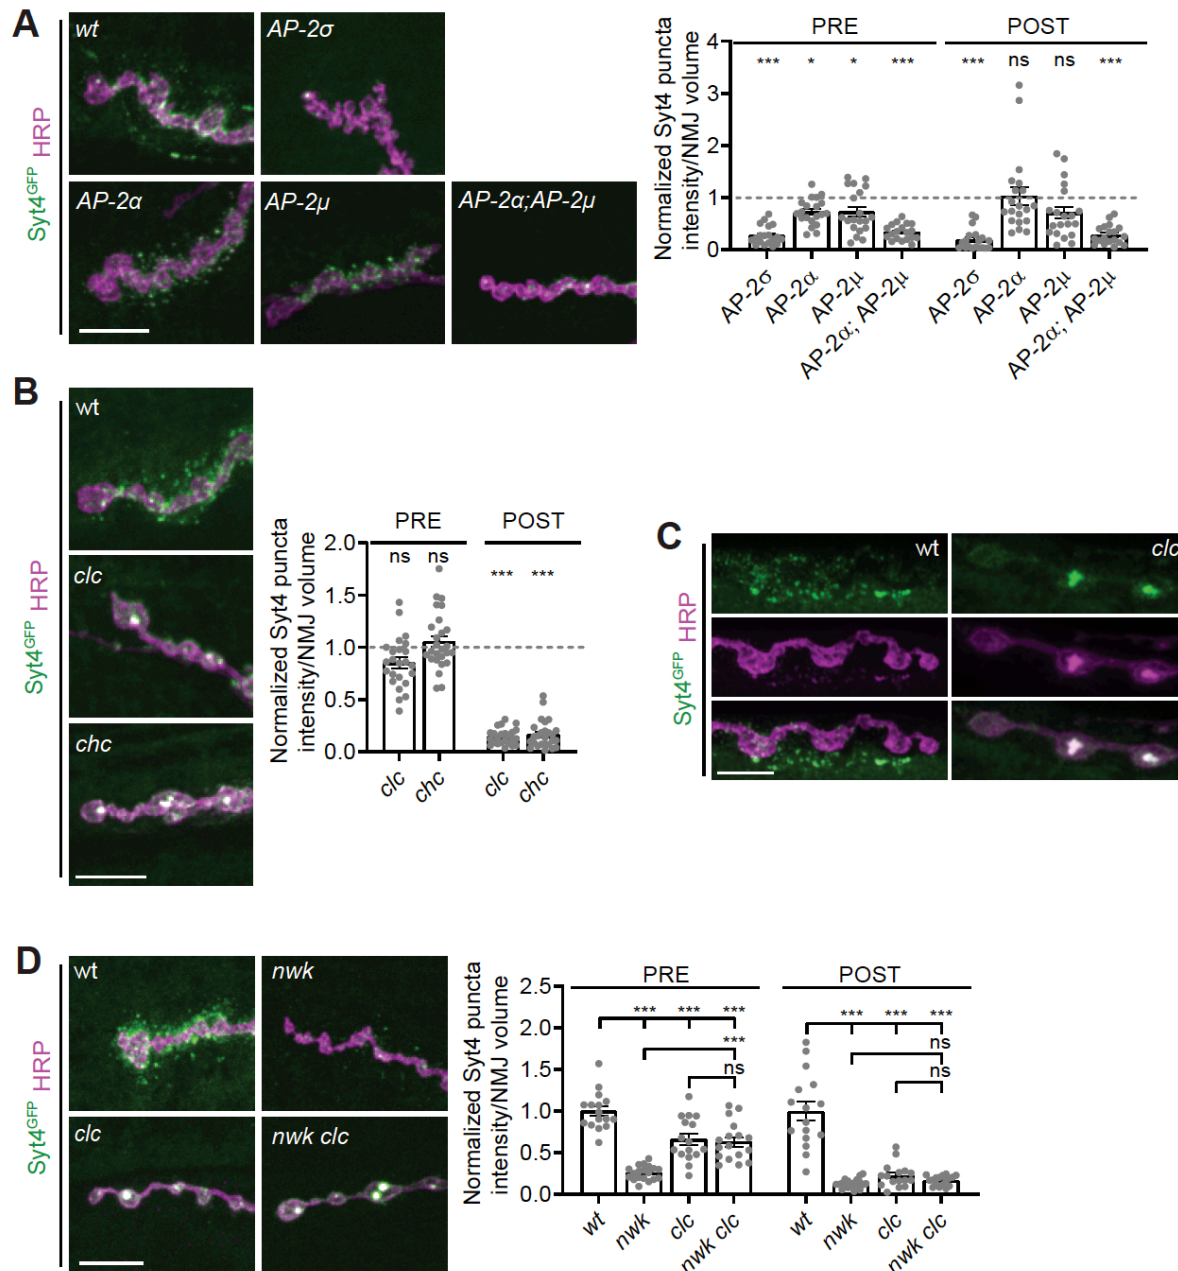 A
wt
AP-2σ
AP-2α
AP-2μ
AP-2α;AP-2μ
Syt4GFP HRP
PRE
POST
*** * * *** *** ns ns ***
Normalized Syt4 puncta
intensity/NMJ volume
4
3
2
1
0
AP-2σ
AP-2α
AP-2μ
AP-2α; AP-2μ
AP-2σ
AP-2α
AP-2μ
AP-2α; AP-2μ
B
wt
clc
chc
Syt4GFP HRP
PRE
POST
ns ns *** ***
Normalized Syt4 puncta
intensity/NMJ volume
2.0
1.5
1.0
0.5
0.0
clc
chc
clc
chc
C
wt
clc
Syt4GFP HRP
D
wt
nwk
clc
nwk clc
Syt4GFP HRP
PRE
POST
*** *** ***
***
ns
*** *** ***
ns
ns
Normalized Syt4 puncta
intensity/NMJ volume
2.5
2.0
1.5
1.0
0.5
0.0
wt
nwk
clc
nwk clc
wt
nwk
clc
nwk clc